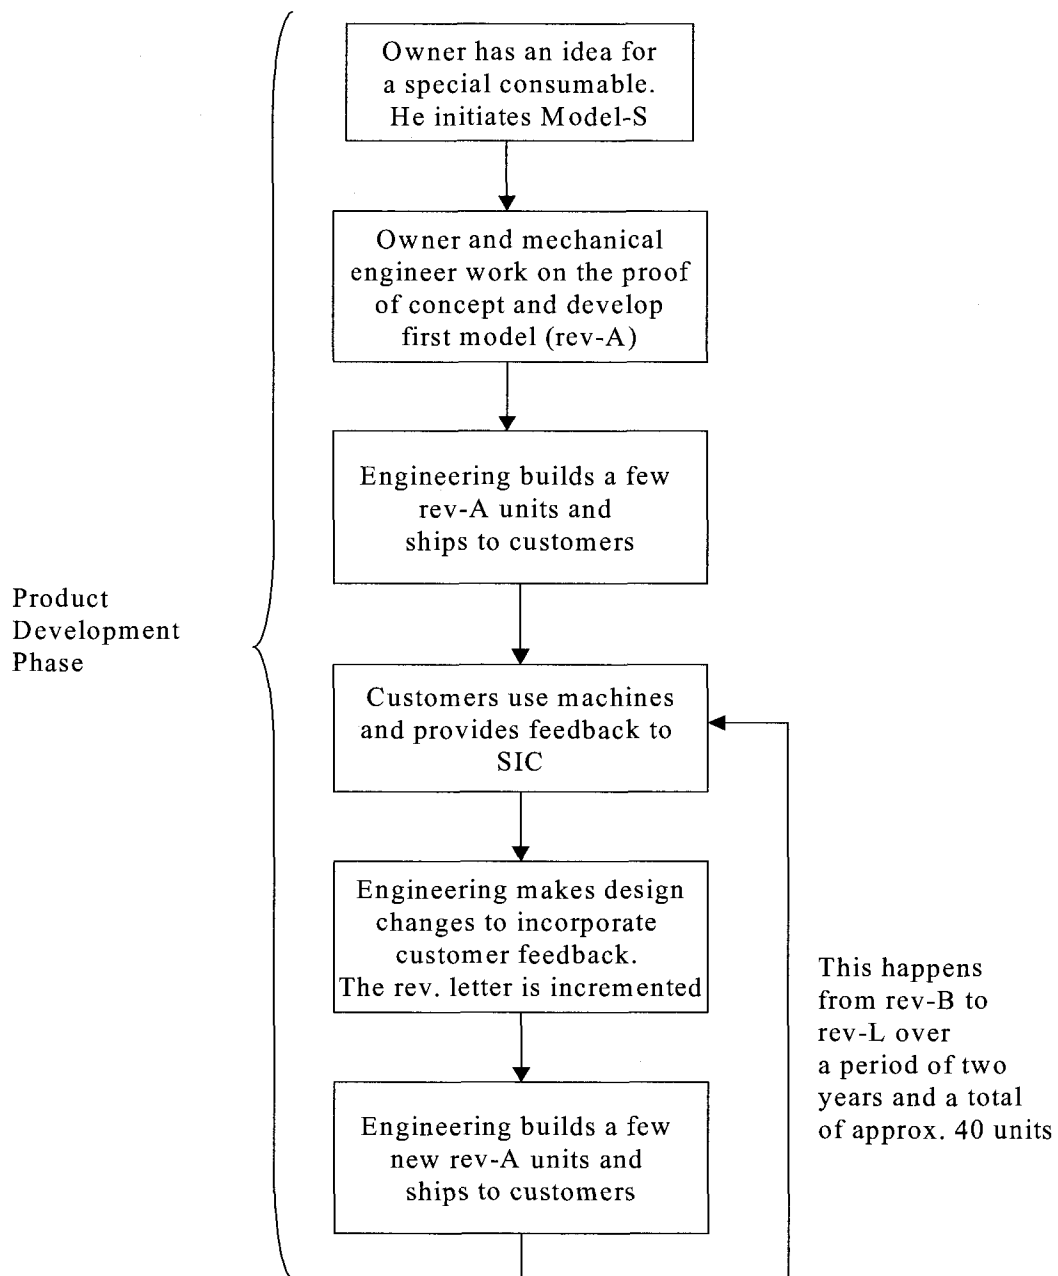 Owner has an idea for
a special consumable.
He initiates Model-S
Owner and mechanical
engineer work on the proof
of concept and develop
first model (rev-A)
Engineering builds a few
rev-A units and
ships to customers
Product
Development
Phase
Customers use machines
and provides feedback to
SIC
Engineering makes design
changes to incorporate
customer feedback.
The rev. letter is incremented
This happens
from rev-B to
rev-L over
a period of two
years and a total
of approx. 40 units
Engineering builds a few
new rev-A units and
ships to customers